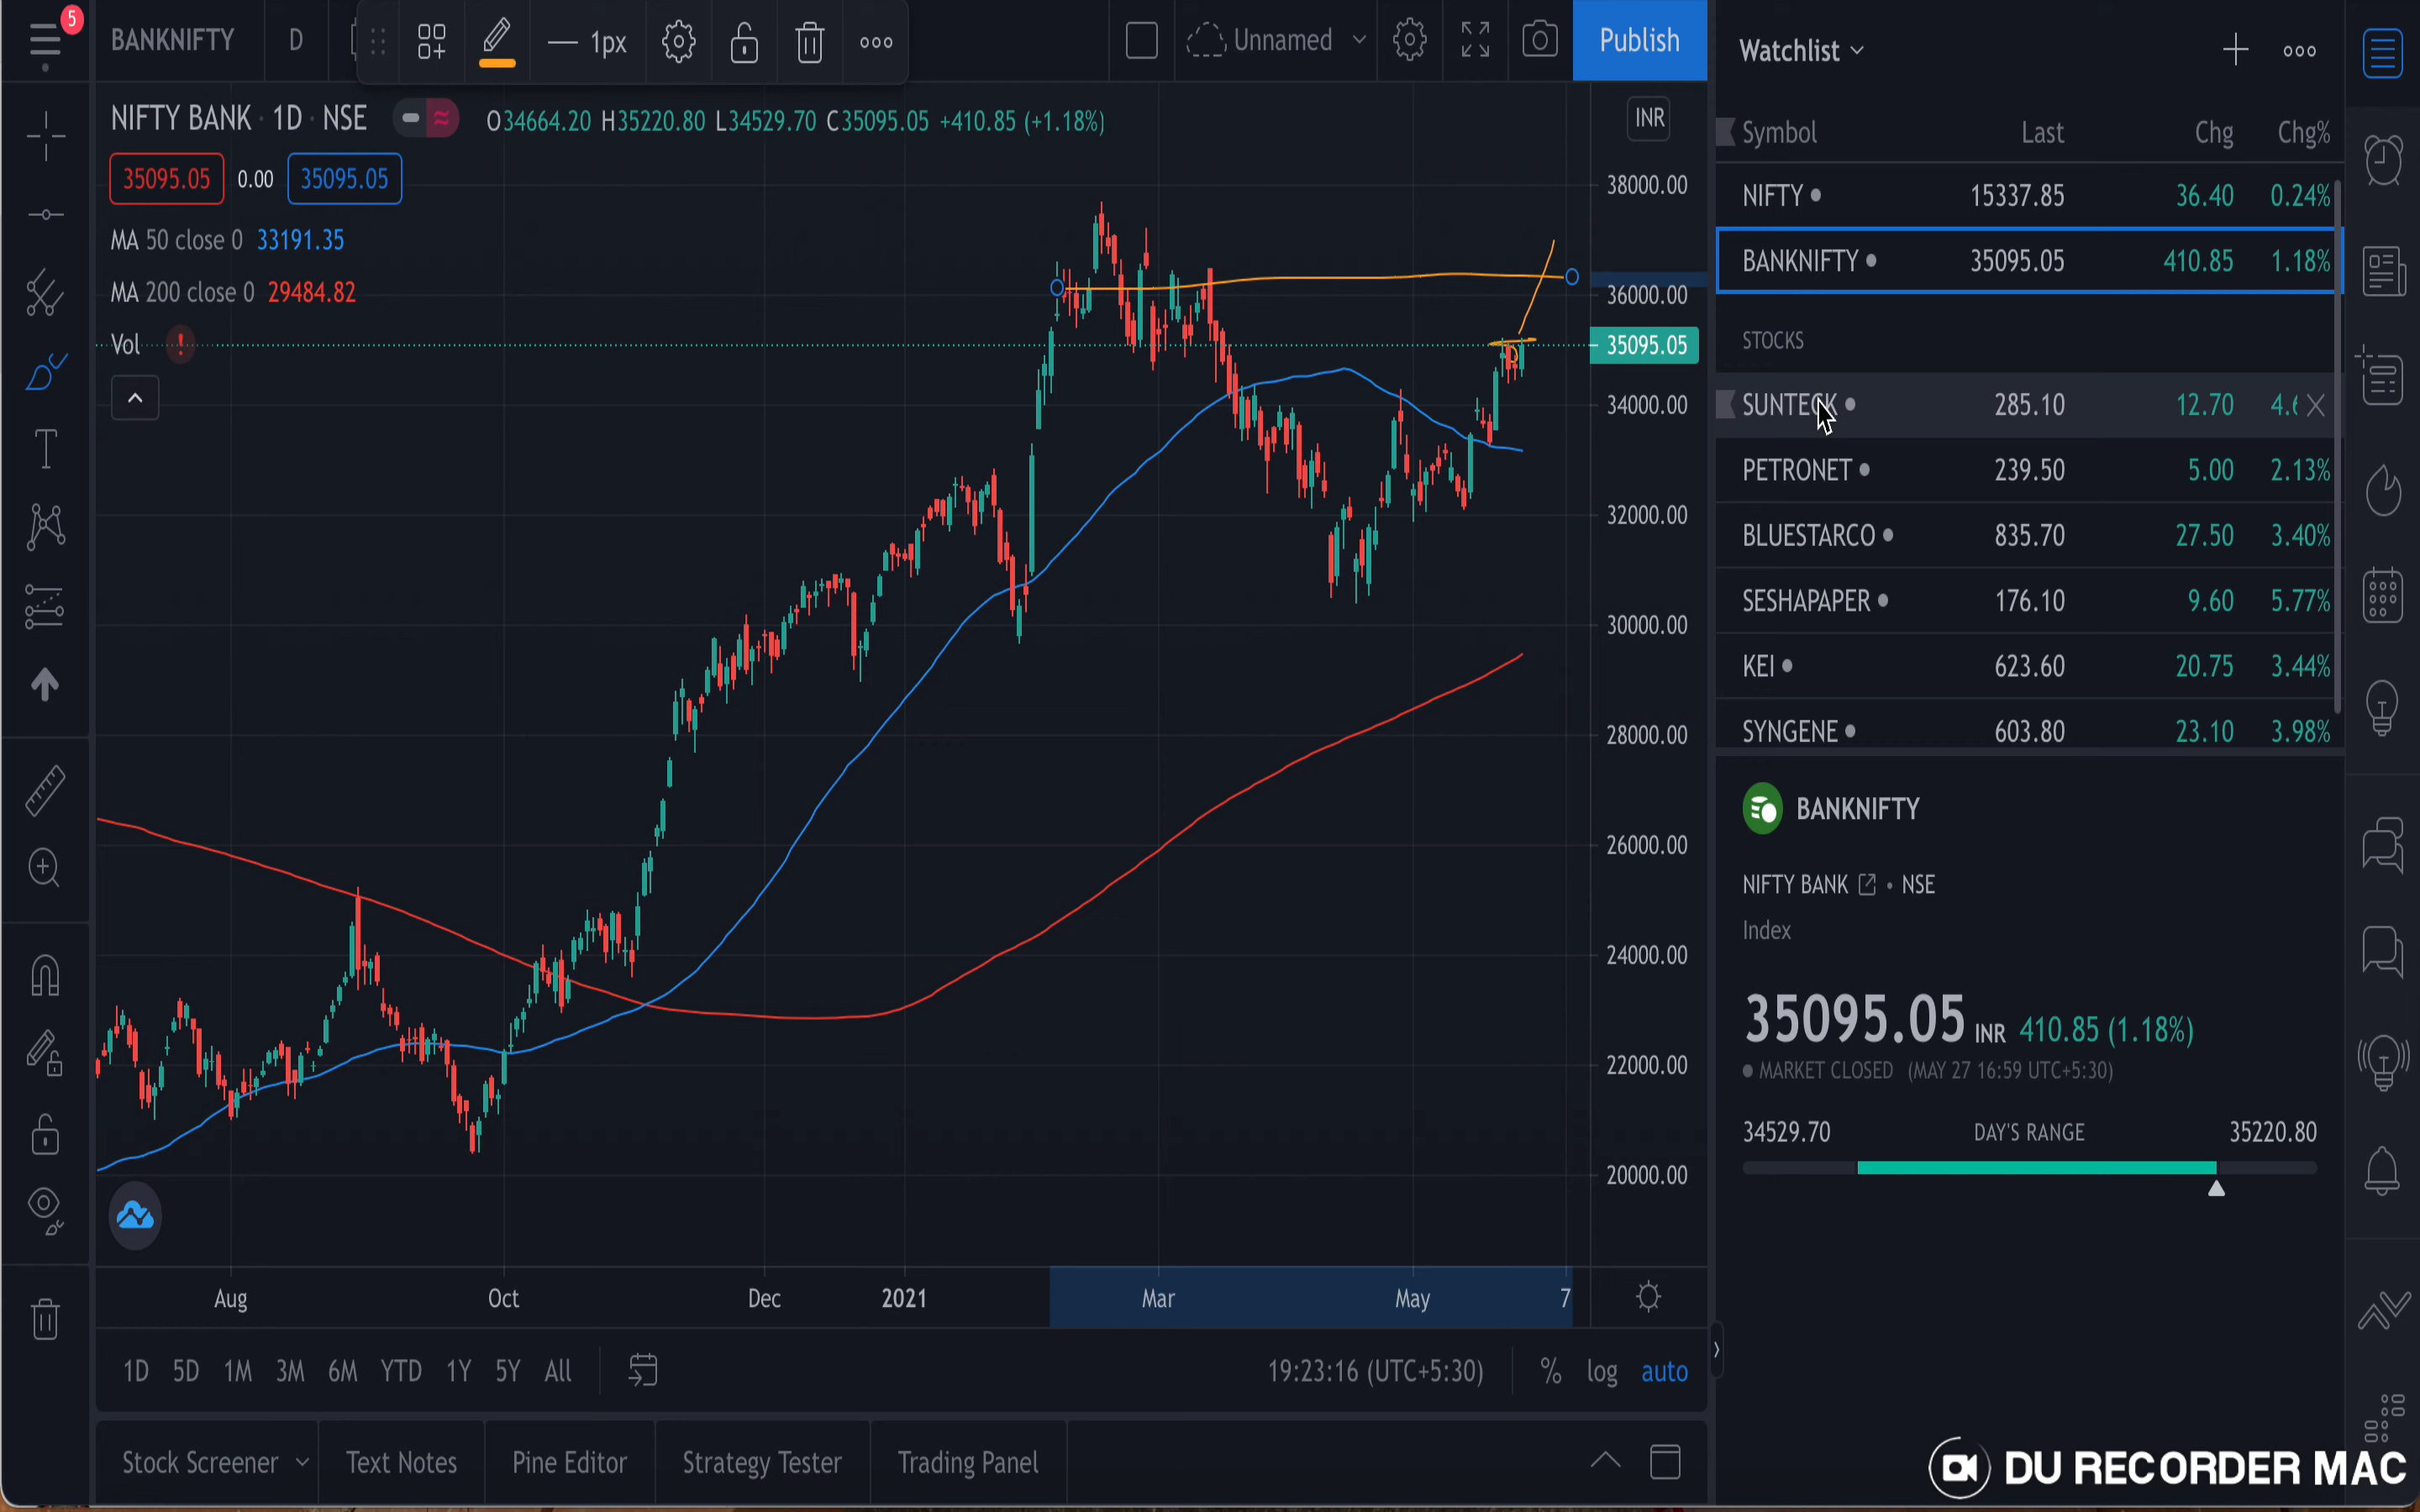 5
BANKNIFTY D
1px
Unnamed
Publish
NIFTY BANK · 1D · NSE
O34664.20 H35220.80 L34529.70 C35095.05 +410.85 (+1.18%)
35095.05 0.00 35095.05
MA 50 close 0 33191.35
MA 200 close 0 29484.82
Vol
!
T
INR
38000.00
36000.00
35095.05
34000.00
32000.00
30000.00
28000.00
26000.00
24000.00
22000.00
20000.00
Aug Oct Dec 2021 Mar May 7
1D 5D 1M 3M 6M YTD 1Y 5Y All
19:23:16 (UTC+5:30) % log auto
Stock Screener Text Notes Pine Editor Strategy Tester Trading Panel
Watchlist
Symbol Last Chg Chg%
NIFTY 15337.85 36.40 0.24%
BANKNIFTY 35095.05 410.85 1.18%
STOCKS
SUNTECK 285.10 12.70
PETRONET 239.50 5.00 2.13%
BLUESTARCO 835.70 27.50 3.40%
SESHAPAPER 176.10 9.60 5.77%
KEI 623.60 20.75 3.44%
SYNGENE 603.80 23.10 3.98%
BANKNIFTY
NIFTY BANK • NSE
Index
35095.05 INR 410.85 (1.18%)
MARKET CLOSED (MAY 27 16:59 UTC+5:30)
34529.70 DAY'S RANGE 35220.80
DU RECORDER MAC